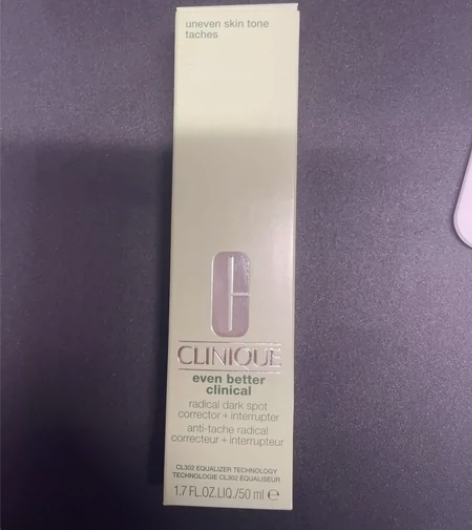 uneven skin tone
taches
CLINIQUE
even better
clinical
radical dark spot
corrector + interrupter
anti-tache radical
correcteur + interrupteur
CL302 EQUALIZER TECHNOLOGY
TECHNOLOGIE CL302 EQUALISEUR
1.7 FL.OZ.LIQ./50 ml ℮